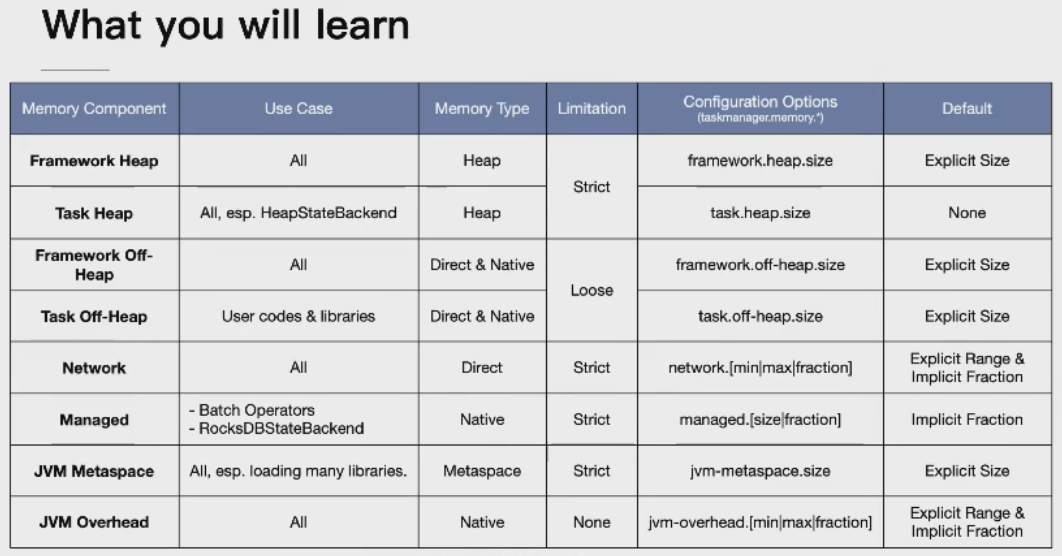 What you will learn
Memory Component
Use Case
Memory Type
Limitation
Configuration Options
(taskmanager.memory.*)
Default
Framework Heap
All
Heap
Strict
framework.heap.size
Explicit Size
Task Heap
All, esp. HeapStateBackend
Heap
task.heap.size
None
Framework Off-
Heap
All
Direct & Native
Loose
framework.off-heap.size
Explicit Size
Task Off-Heap
User codes & libraries
Direct & Native
task.off-heap.size
Explicit Size
Network
All
Direct
Strict
network.[min|max|fraction]
Explicit Range &
Implicit Fraction
Managed
- Batch Operators
- RocksDBStateBackend
Native
Strict
managed.[size|fraction]
Implicit Fraction
JVM Metaspace
All, esp. loading many libraries.
Metaspace
Strict
jvm-metaspace.size
Explicit Size
JVM Overhead
All
Native
None
jvm-overhead.[min|max|fraction]
Explicit Range &
Implicit Fraction